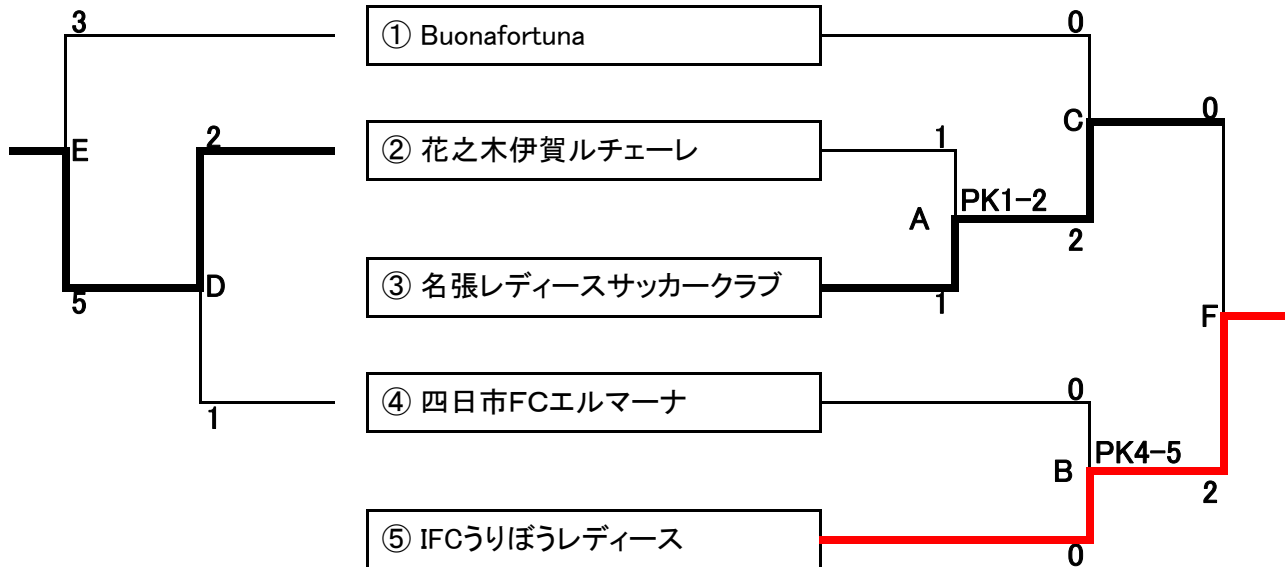 3
① Buonafortuna
0
E
2
② 花之木伊賀ルチェーレ
1
C
0
A
PK1-2
2
5
D
③ 名張レディースサッカークラブ
1
F
1
④ 四日市FCエルマーナ
0
B
PK4-5
2
⑤ IFCうりぼうレディース
0